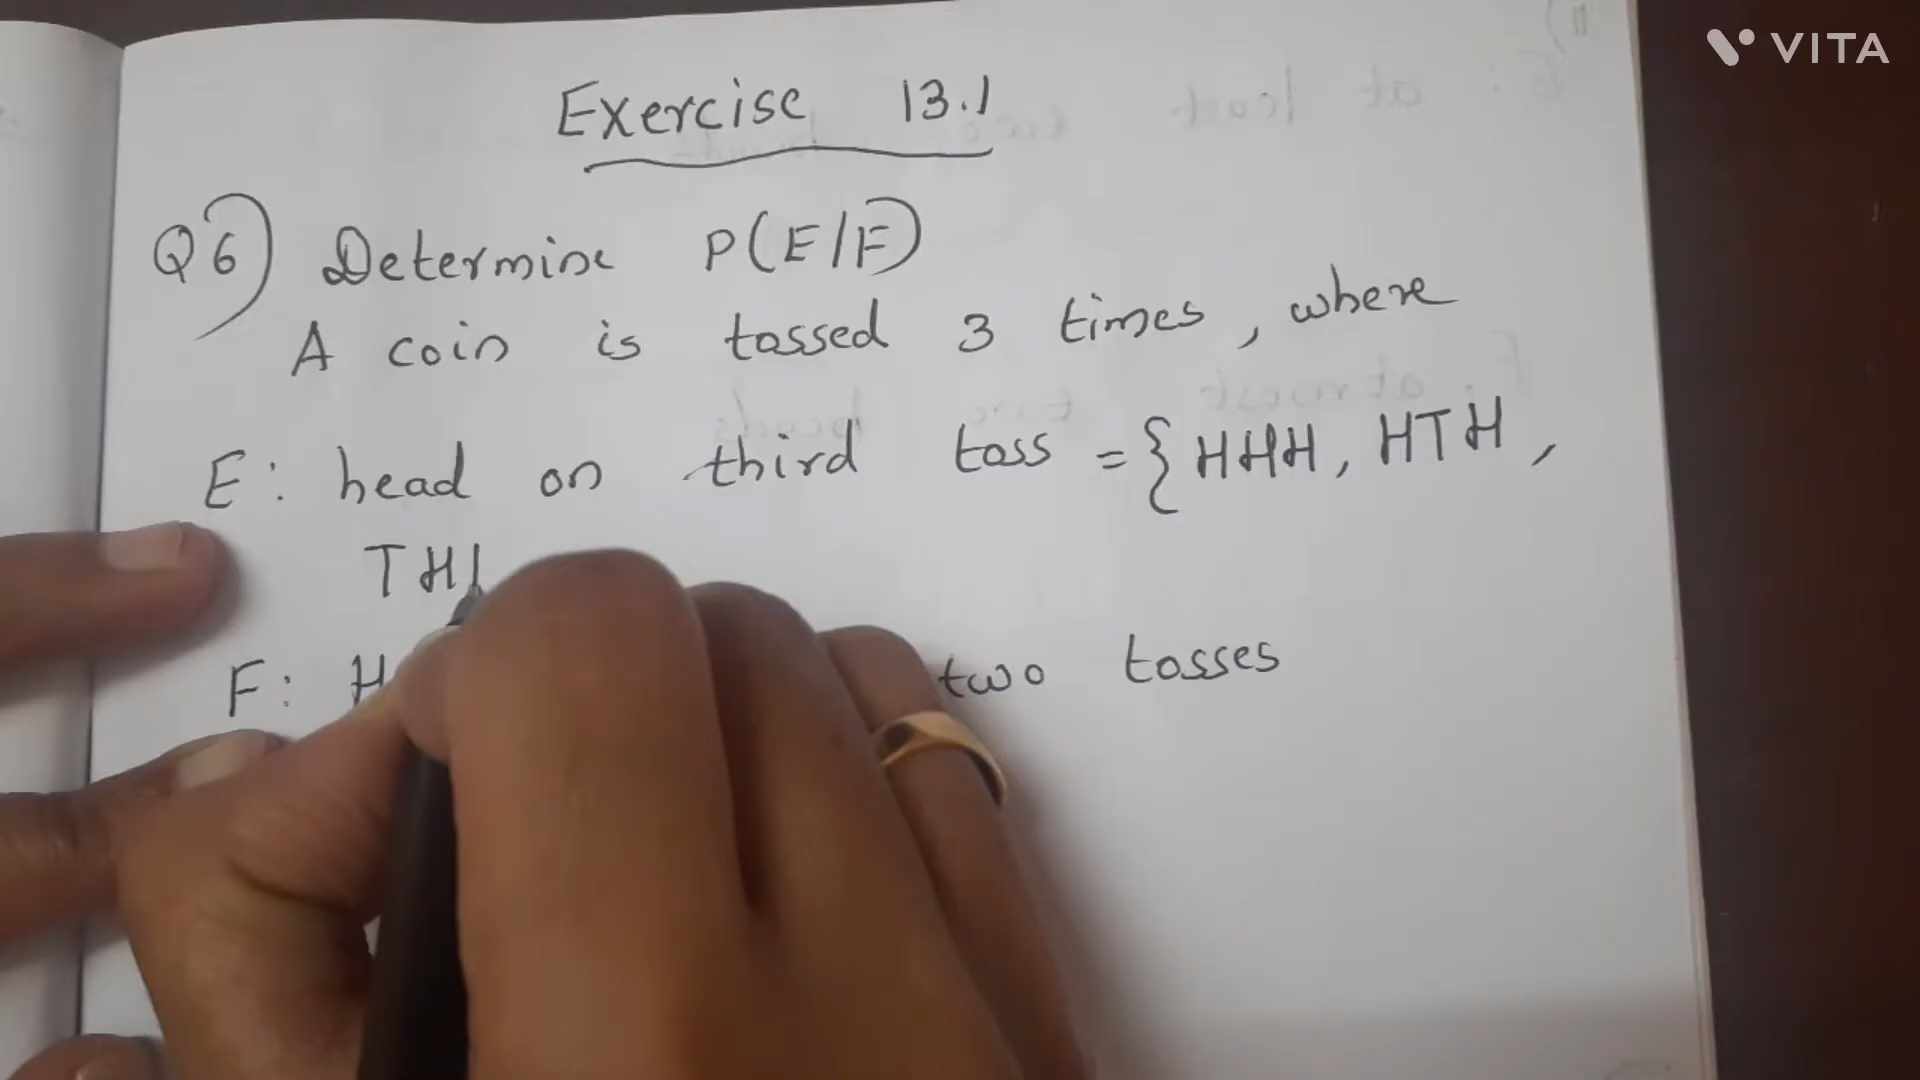 VITA
Exercise 13.1
Q6) Determine P(E/F)
A coin is tossed 3 times, where
E: head on third toss = {HHH, HTH,
TH
F: two tosses